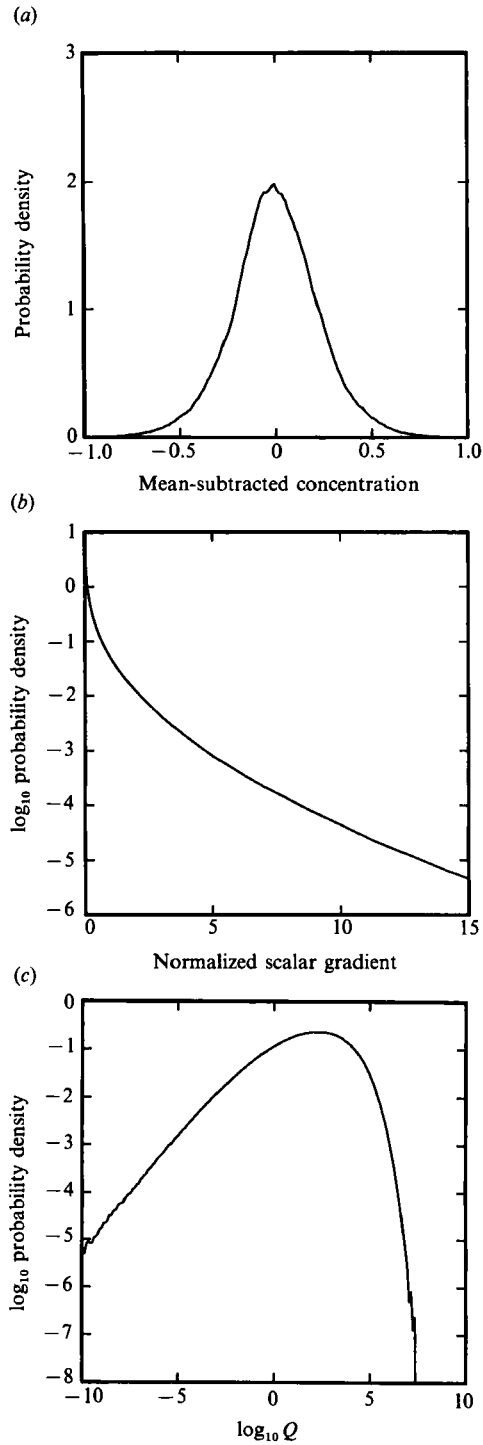 (a)
3
2
1
0
Probability density
−1.0 −0.5 0 0.5 1.0
Mean-subtracted concentration
(b)
1
0
−1
−2
−3
−4
−5
−6
log10 probability density
0 5 10 15
Normalized scalar gradient
(c)
0
−1
−2
−3
−4
−5
−6
−7
−8
log10 probability density
−10 −5 0 5 10
log10 Q